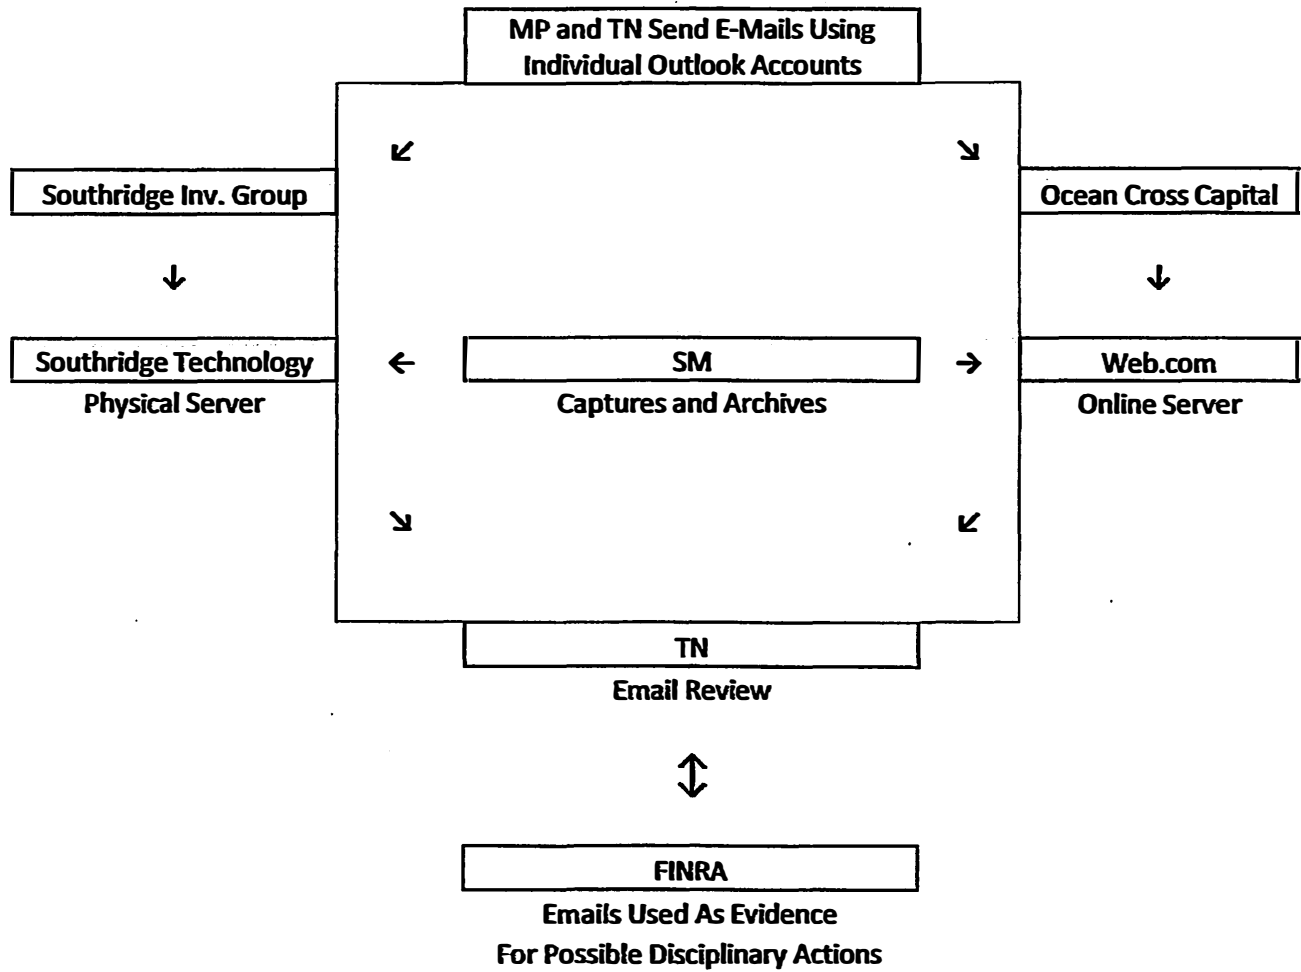 MP and TN Send E-Mails Using
Individual Outlook Accounts
Southridge Inv. Group
Ocean Cross Capital
Southridge Technology
Physical Server
SM
Captures and Archives
Web.com
Online Server
TN
Email Review
FINRA
Emails Used As Evidence
For Possible Disciplinary Actions